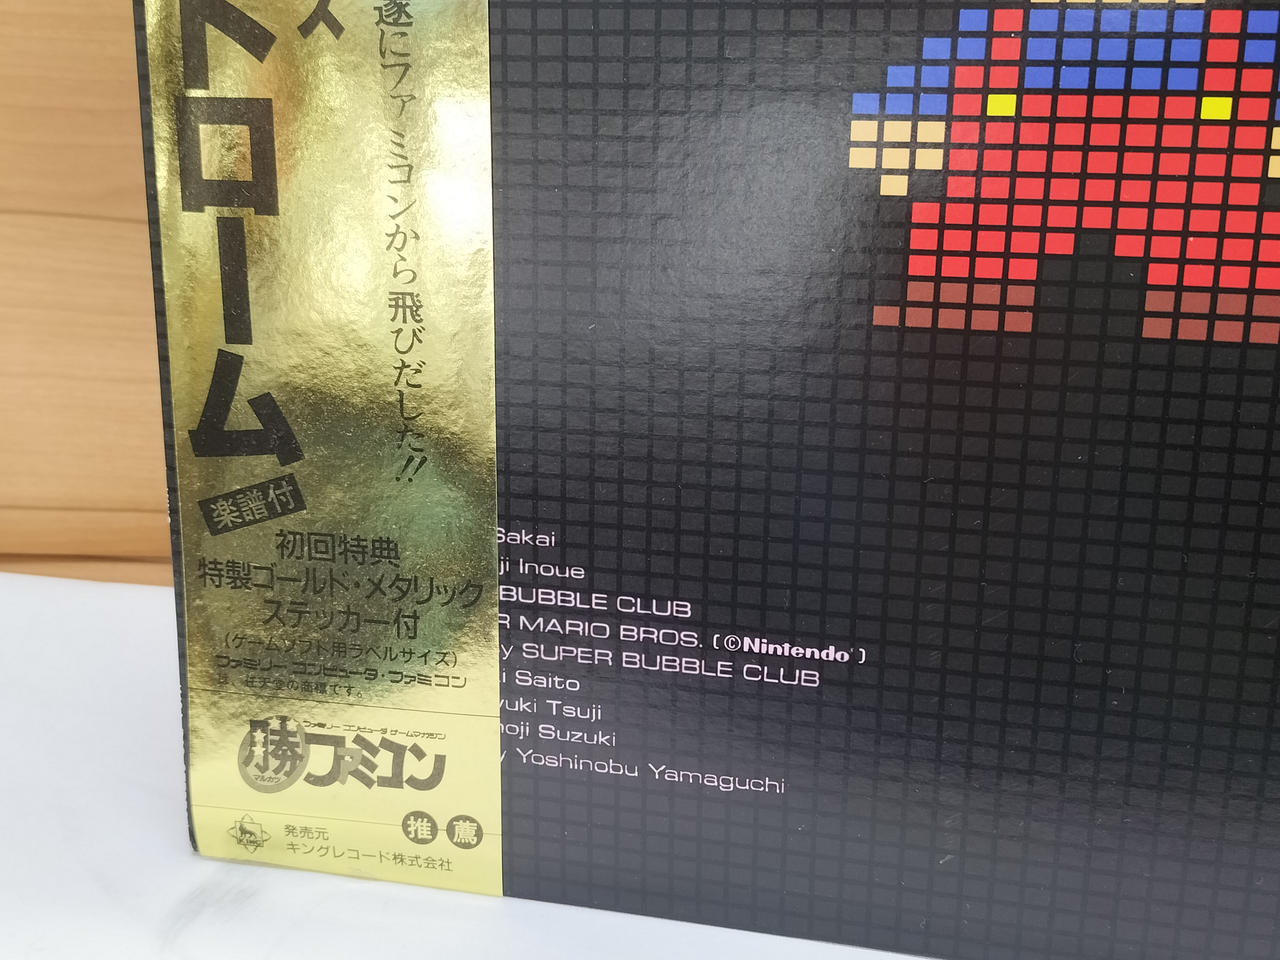 ス
ドローム
遂にファミコンから飛びだした!!
楽譜付
初回特典
特製ゴールド・メタリック
ステッカー付
(ゲームソフト用ラベルサイズ)
ファミリーコンピュータ・ファミコン
は、任天堂の商標です。
ファミリーコンピュータ ゲームマガジン
勝ファミコン
マルカツ
推薦
発売元
キングレコード株式会社
KING
Sakai
ji Inoue
BUBBLE CLUB
R MARIO BROS. (©Nintendo)
y SUPER BUBBLE CLUB
i Saito
yuki Tsuji
oji Suzuki
y Yoshinobu Yamaguchi